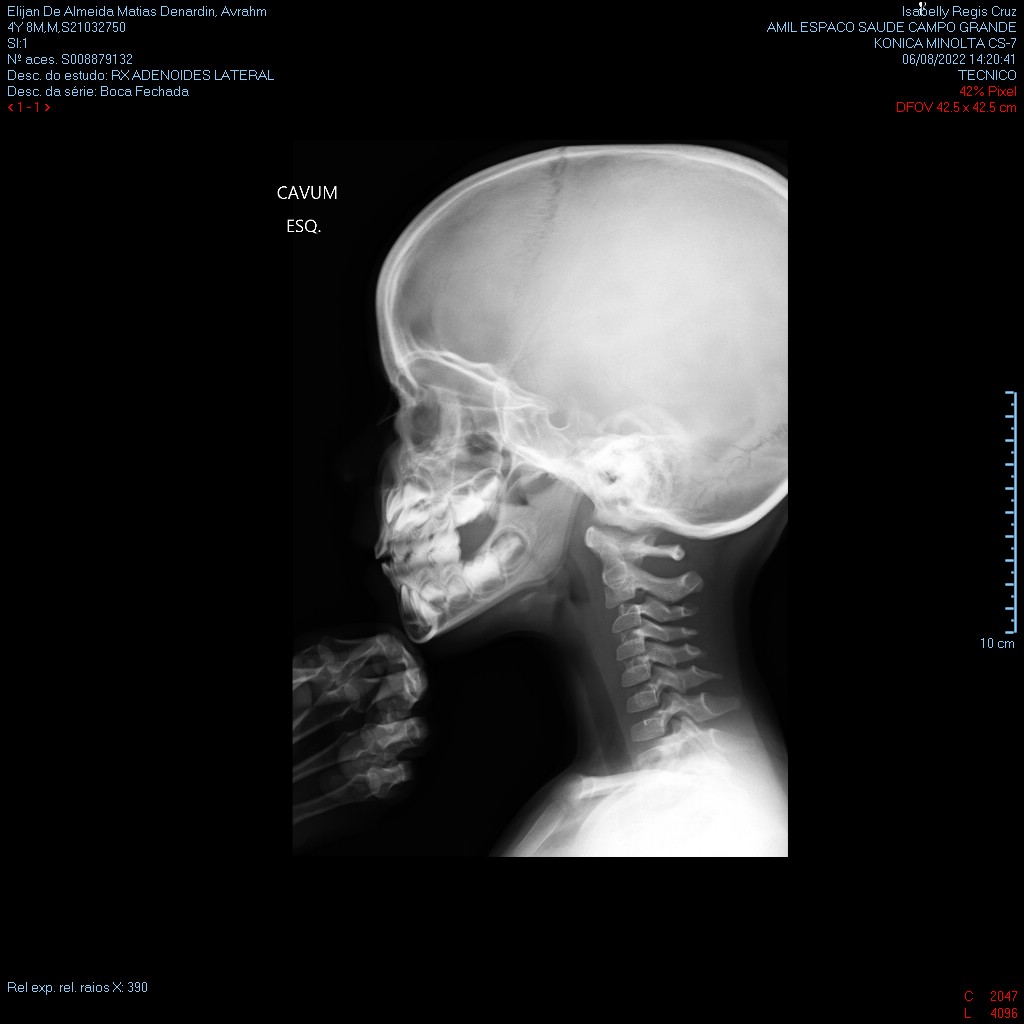 Elijan De Almeida Matias Denardin, Avrahm
4Y 8M,M,S21032750
Sl:1
Nº aces. S008879132
Desc. do estudo: RX ADENOIDES LATERAL
Desc. da série: Boca Fechada
< 1 - 1 >
Isabelly Regis Cruz
AMIL ESPACO SAUDE CAMPO GRANDE
KONICA MINOLTA CS-7
06/08/2022 14:20:41
TECNICO
42% Pixel
DFOV 42.5 x 42.5 cm
CAVUM
ESQ.
10 cm
Rel exp. rel. raios X: 390
C 2047
L 4096